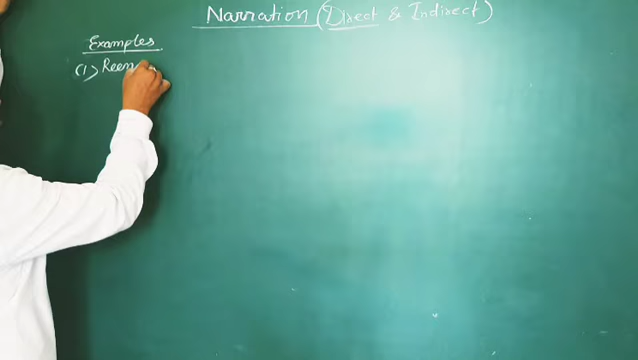 Narration (Direct & Indirect)
Examples
(1) Reen